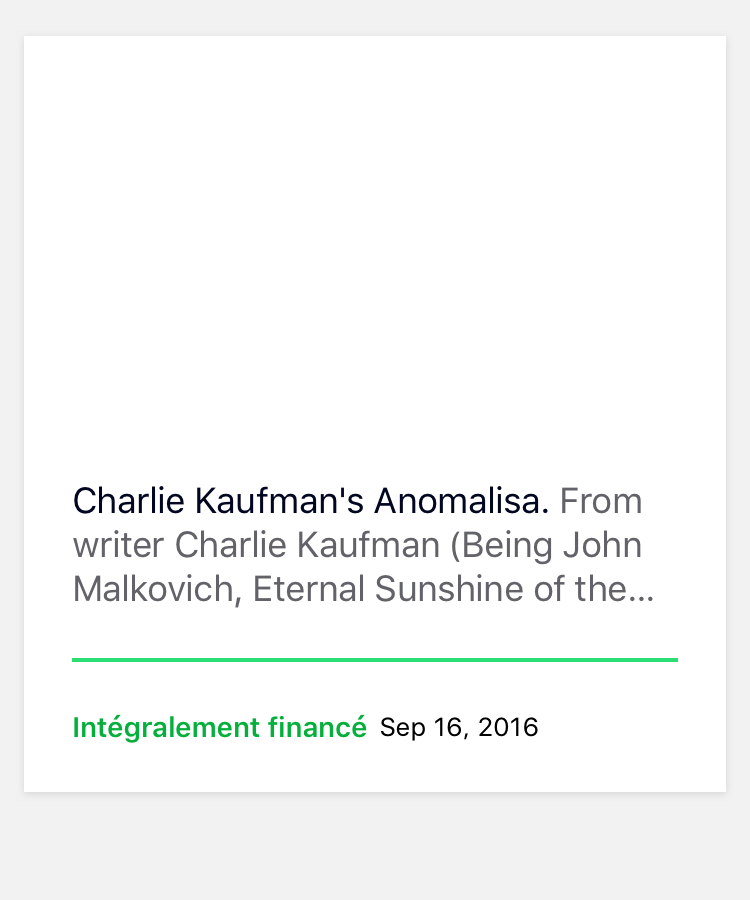 Charlie Kaufman's Anomalisa. From
writer Charlie Kaufman (Being John
Malkovich, Eternal Sunshine of the…
Intégralement financé Sep 16, 2016